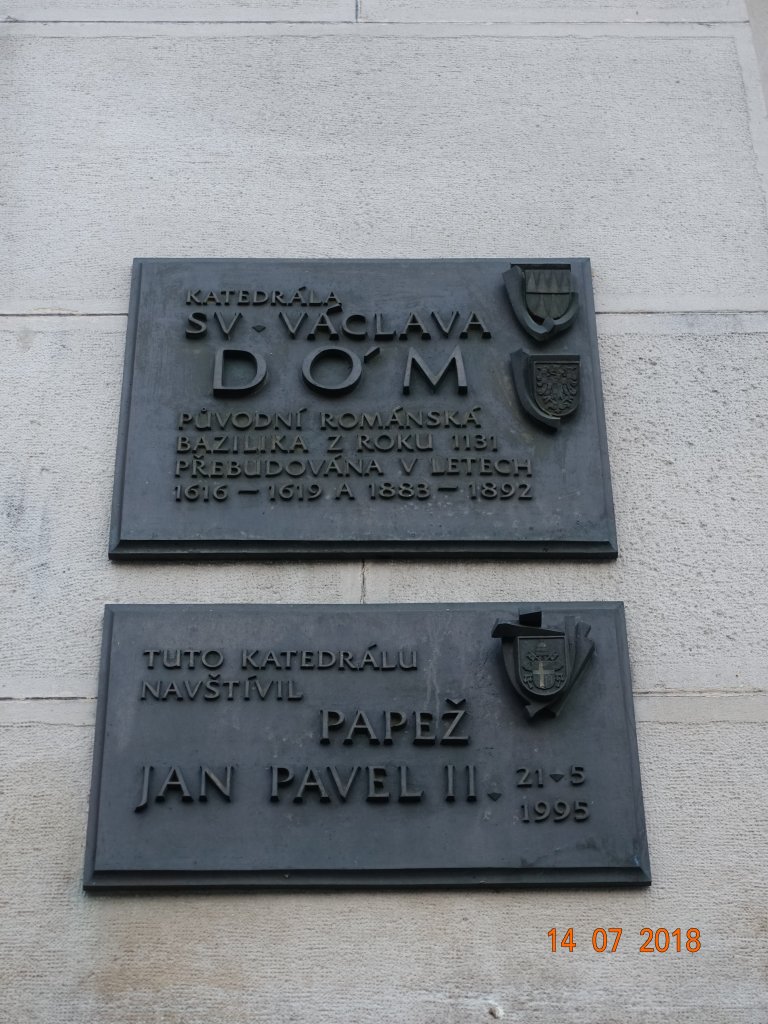 KATEDRÁLA
SV. VÁCLAVA
DÓM
PŮVODNÍ ROMÁNSKÁ
BAZILIKA Z ROKU 1131
PŘEBUDOVÁNA V LETECH
1616 – 1619 A 1883 – 1892
TUTO KATEDRÁLU
NAVŠTÍVIL
PAPEŽ
JAN PAVEL II. 21.5
1995
14 07 2018